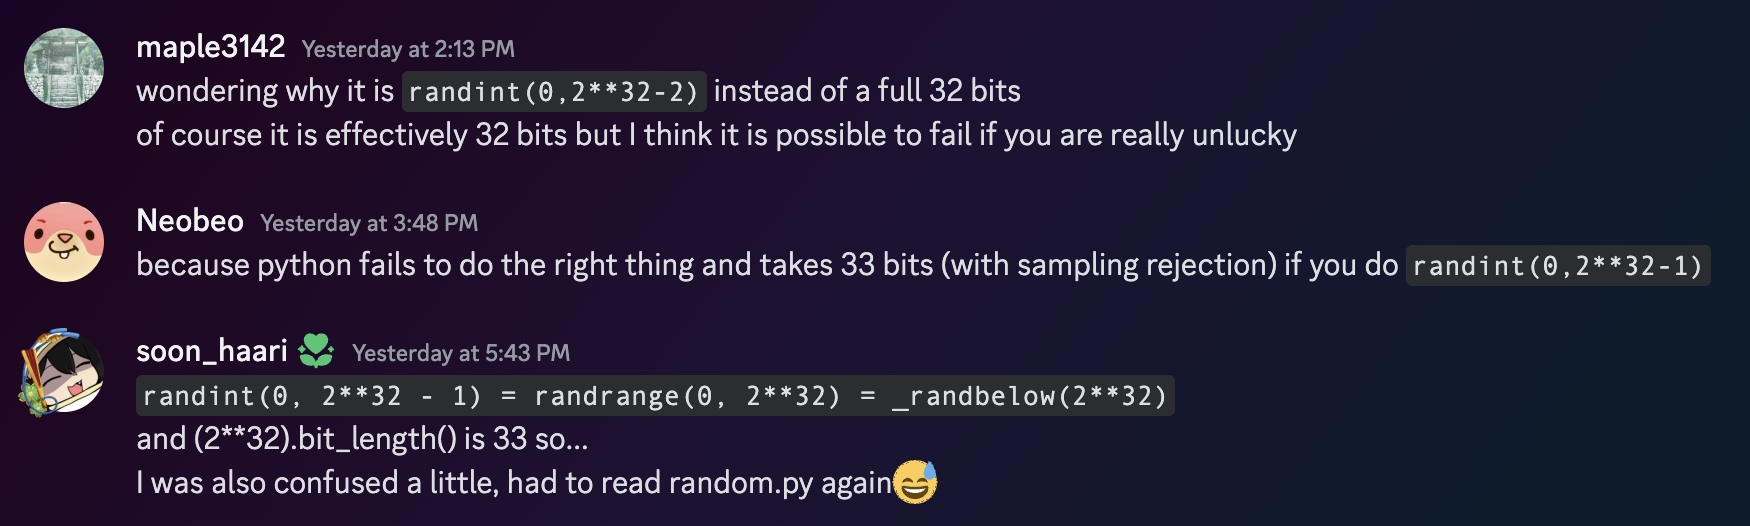 maple3142 Yesterday at 2:13 PM
wondering why it is randint(0,2**32-2) instead of a full 32 bits
of course it is effectively 32 bits but I think it is possible to fail if you are really unlucky
Neobeo Yesterday at 3:48 PM
because python fails to do the right thing and takes 33 bits (with sampling rejection) if you do randint(0,2**32-1)
soon_haari Yesterday at 5:43 PM
randint(0, 2**32 - 1) = randrange(0, 2**32) = _randbelow(2**32)
and (2**32).bit_length() is 33 so...
I was also confused a little, had to read random.py again😅